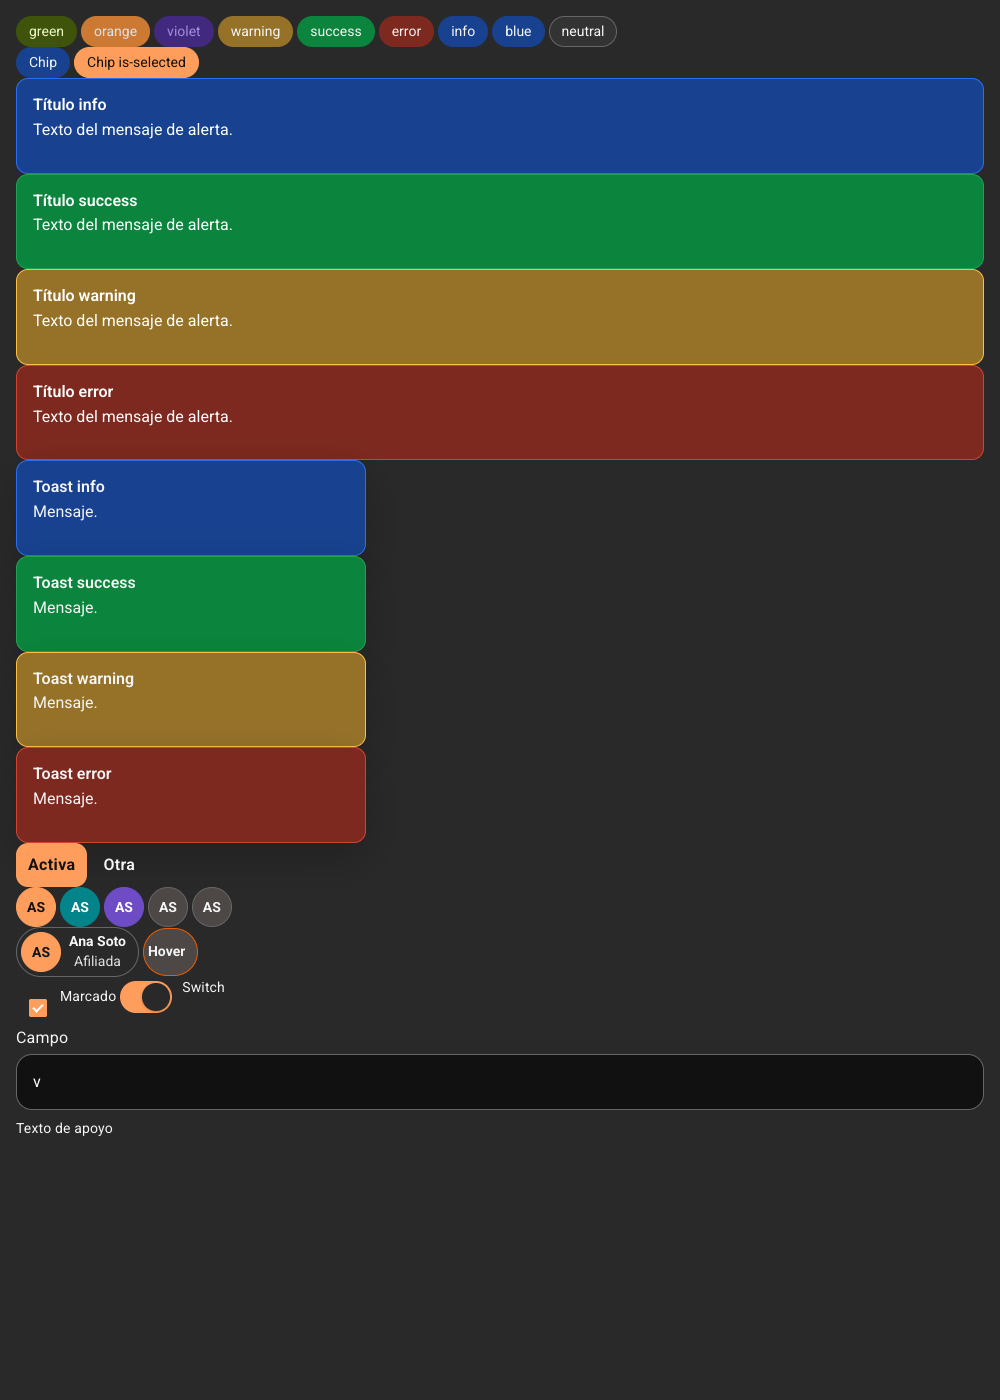 green orange violet warning success error info blue neutral
Chip Chip is-selected
Título info
Texto del mensaje de alerta.
Título success
Texto del mensaje de alerta.
Título warning
Texto del mensaje de alerta.
Título error
Texto del mensaje de alerta.
Toast info
Mensaje.
Toast success
Mensaje.
Toast warning
Mensaje.
Toast error
Mensaje.
Activa Otra
AS AS AS AS AS
AS Ana Soto Hover
Afiliada
Marcado Switch
Campo
v
Texto de apoyo